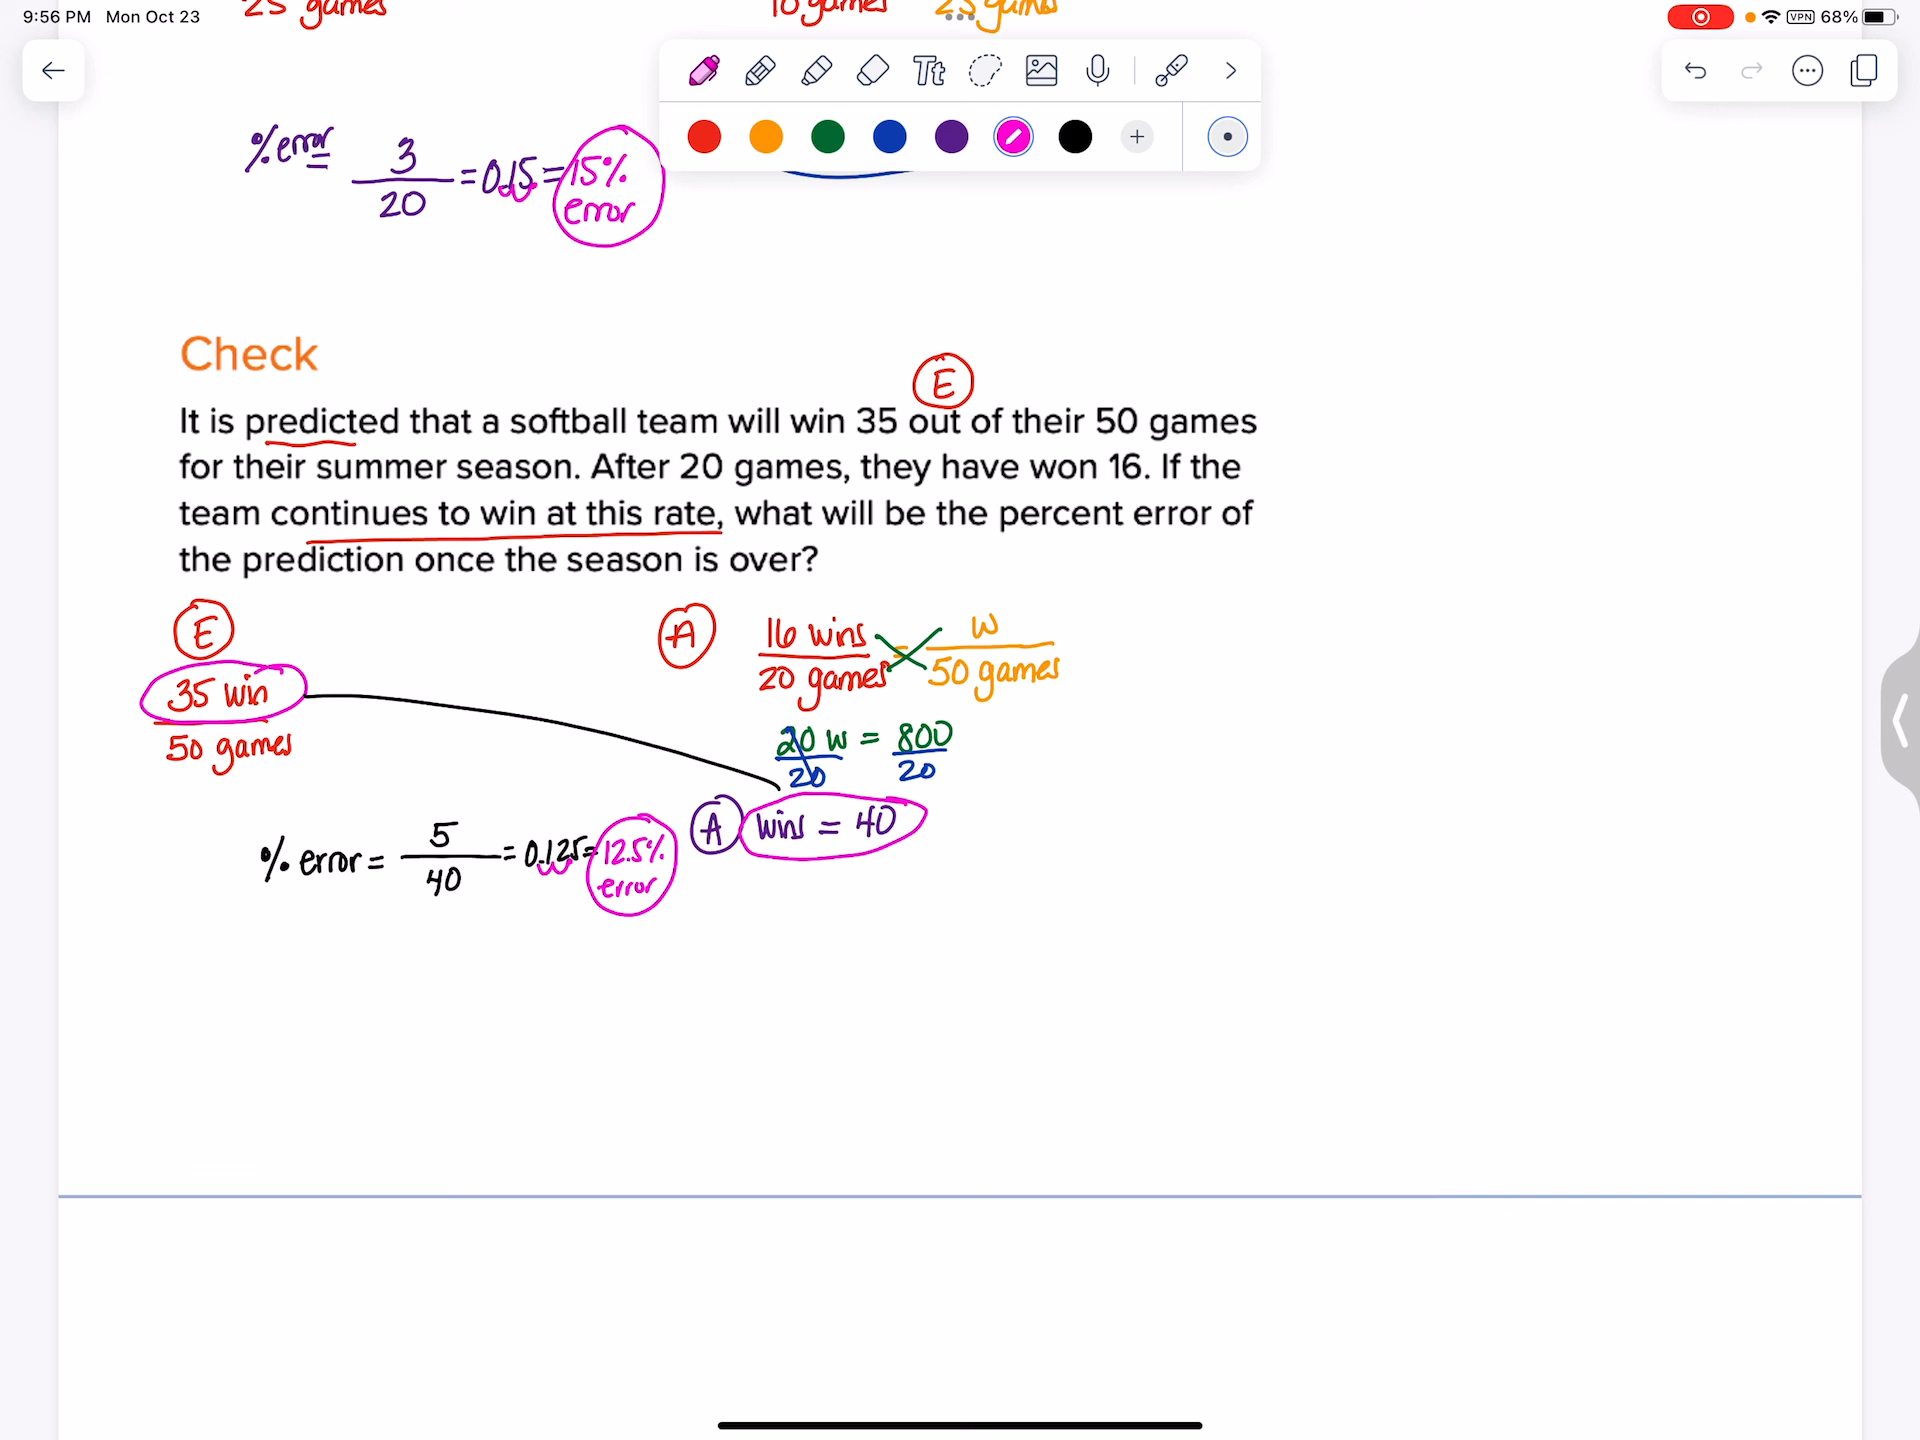 9:56 PM Mon Oct 23
VPN 68%
25 games
10 games 25 games
Tt
% error = 3/20 = 0.15 = 15% error
Check
E
It is predicted that a softball team will win 35 out of their 50 games
for their summer season. After 20 games, they have won 16. If the
team continues to win at this rate, what will be the percent error of
the prediction once the season is over?
E
35 win
50 games
A
16 wins = w
20 games 50 games
20 w = 800
20 20
A wins = 40
% error = 5/40 = 0.125 = 12.5% error